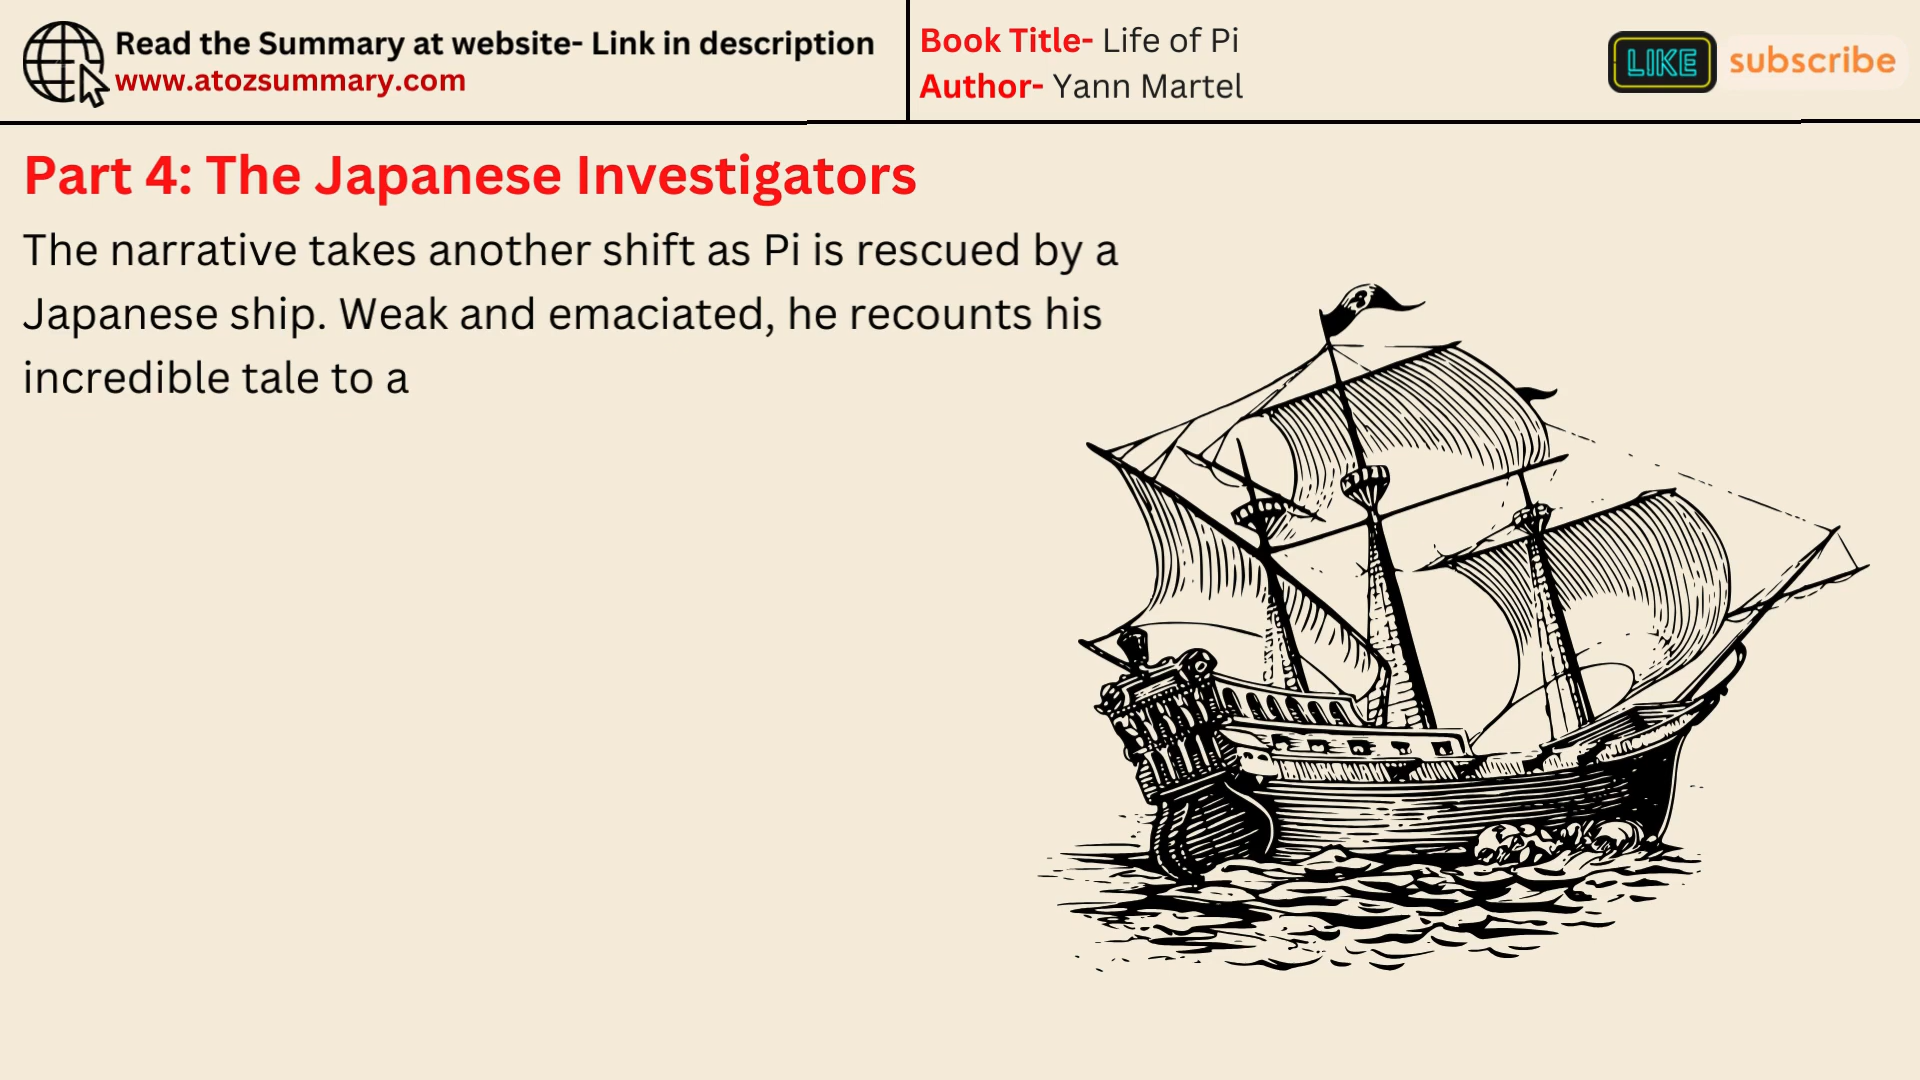 Read the Summary at website- Link in description
www.atozsummary.com
Book Title- Life of Pi
Author- Yann Martel
LIKE
subscribe
Part 4: The Japanese Investigators
The narrative takes another shift as Pi is rescued by a
Japanese ship. Weak and emaciated, he recounts his
incredible tale to a